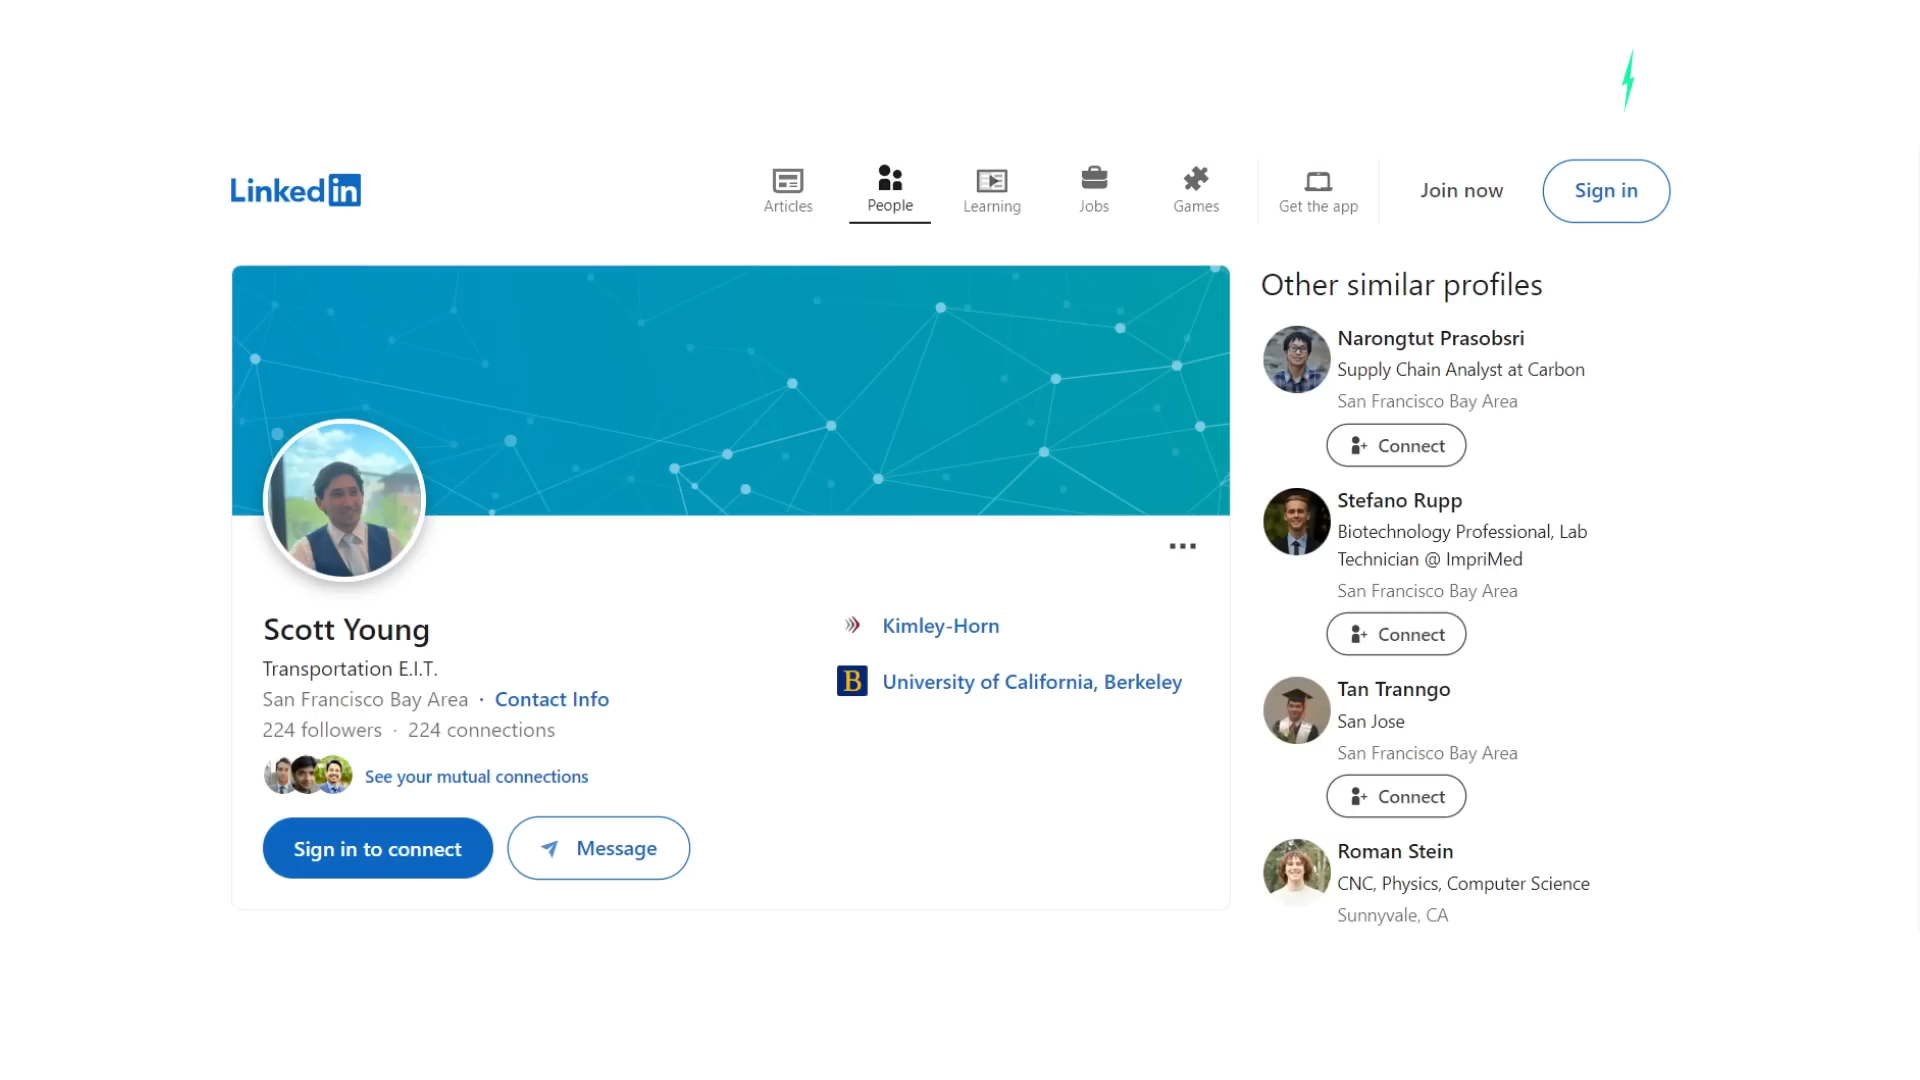 Linked in
Articles
People
Learning
Jobs
Games
Get the app
Join now
Sign in
Scott Young
Transportation E.I.T.
San Francisco Bay Area · Contact Info
224 followers · 224 connections
See your mutual connections
Sign in to connect
Message
Kimley-Horn
B University of California, Berkeley
Other similar profiles
Narongtut Prasobsri
Supply Chain Analyst at Carbon
San Francisco Bay Area
Connect
Stefano Rupp
Biotechnology Professional, Lab
Technician @ ImpriMed
San Francisco Bay Area
Connect
Tan Tranngo
San Jose
San Francisco Bay Area
Connect
Roman Stein
CNC, Physics, Computer Science
Sunnyvale, CA